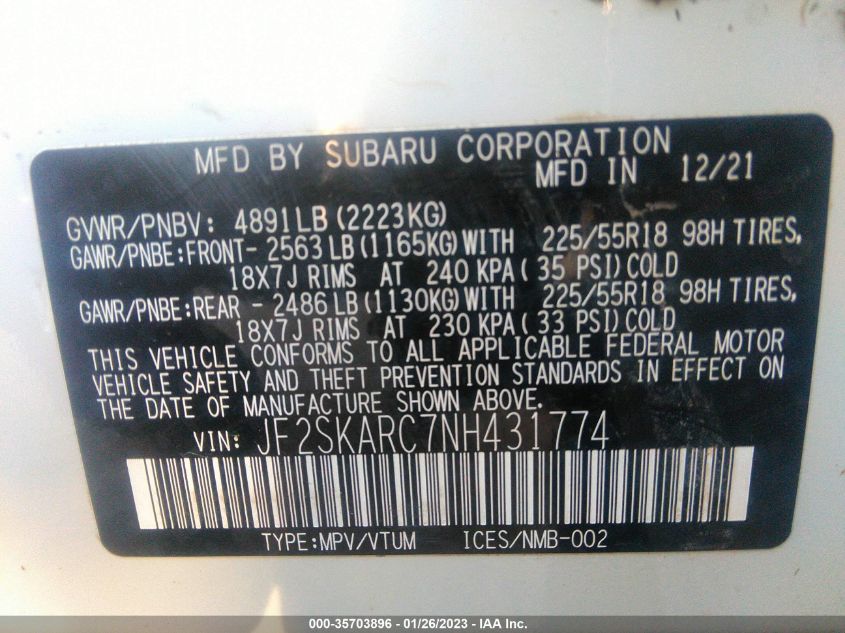 MFD BY SUBARU CORPORATION
MFD IN 12/21
GVWR/PNBV: 4891LB(2223KG)
GAWR/PNBE:FRONT- 2563LB(1165KG)WITH 225/55R18 98H TIRES,
18X7J RIMS AT 240 KPA( 35 PSI)COLD
GAWR/PNBE:REAR - 2486LB(1130KG)WITH 225/55R18 98H TIRES,
18X7J RIMS AT 230 KPA( 33 PSI)COLD
THIS VEHICLE CONFORMS TO ALL APPLICABLE FEDERAL MOTOR
VEHICLE SAFETY AND THEFT PREVENTION STANDARDS IN EFFECT ON
THE DATE OF MANUFACTURE SHOWN ABOVE.
VIN: JF2SKARC7NH431774
TYPE:MPV/VTUM ICES/NMB-002
000-35703896 - 01/26/2023 - IAA Inc.